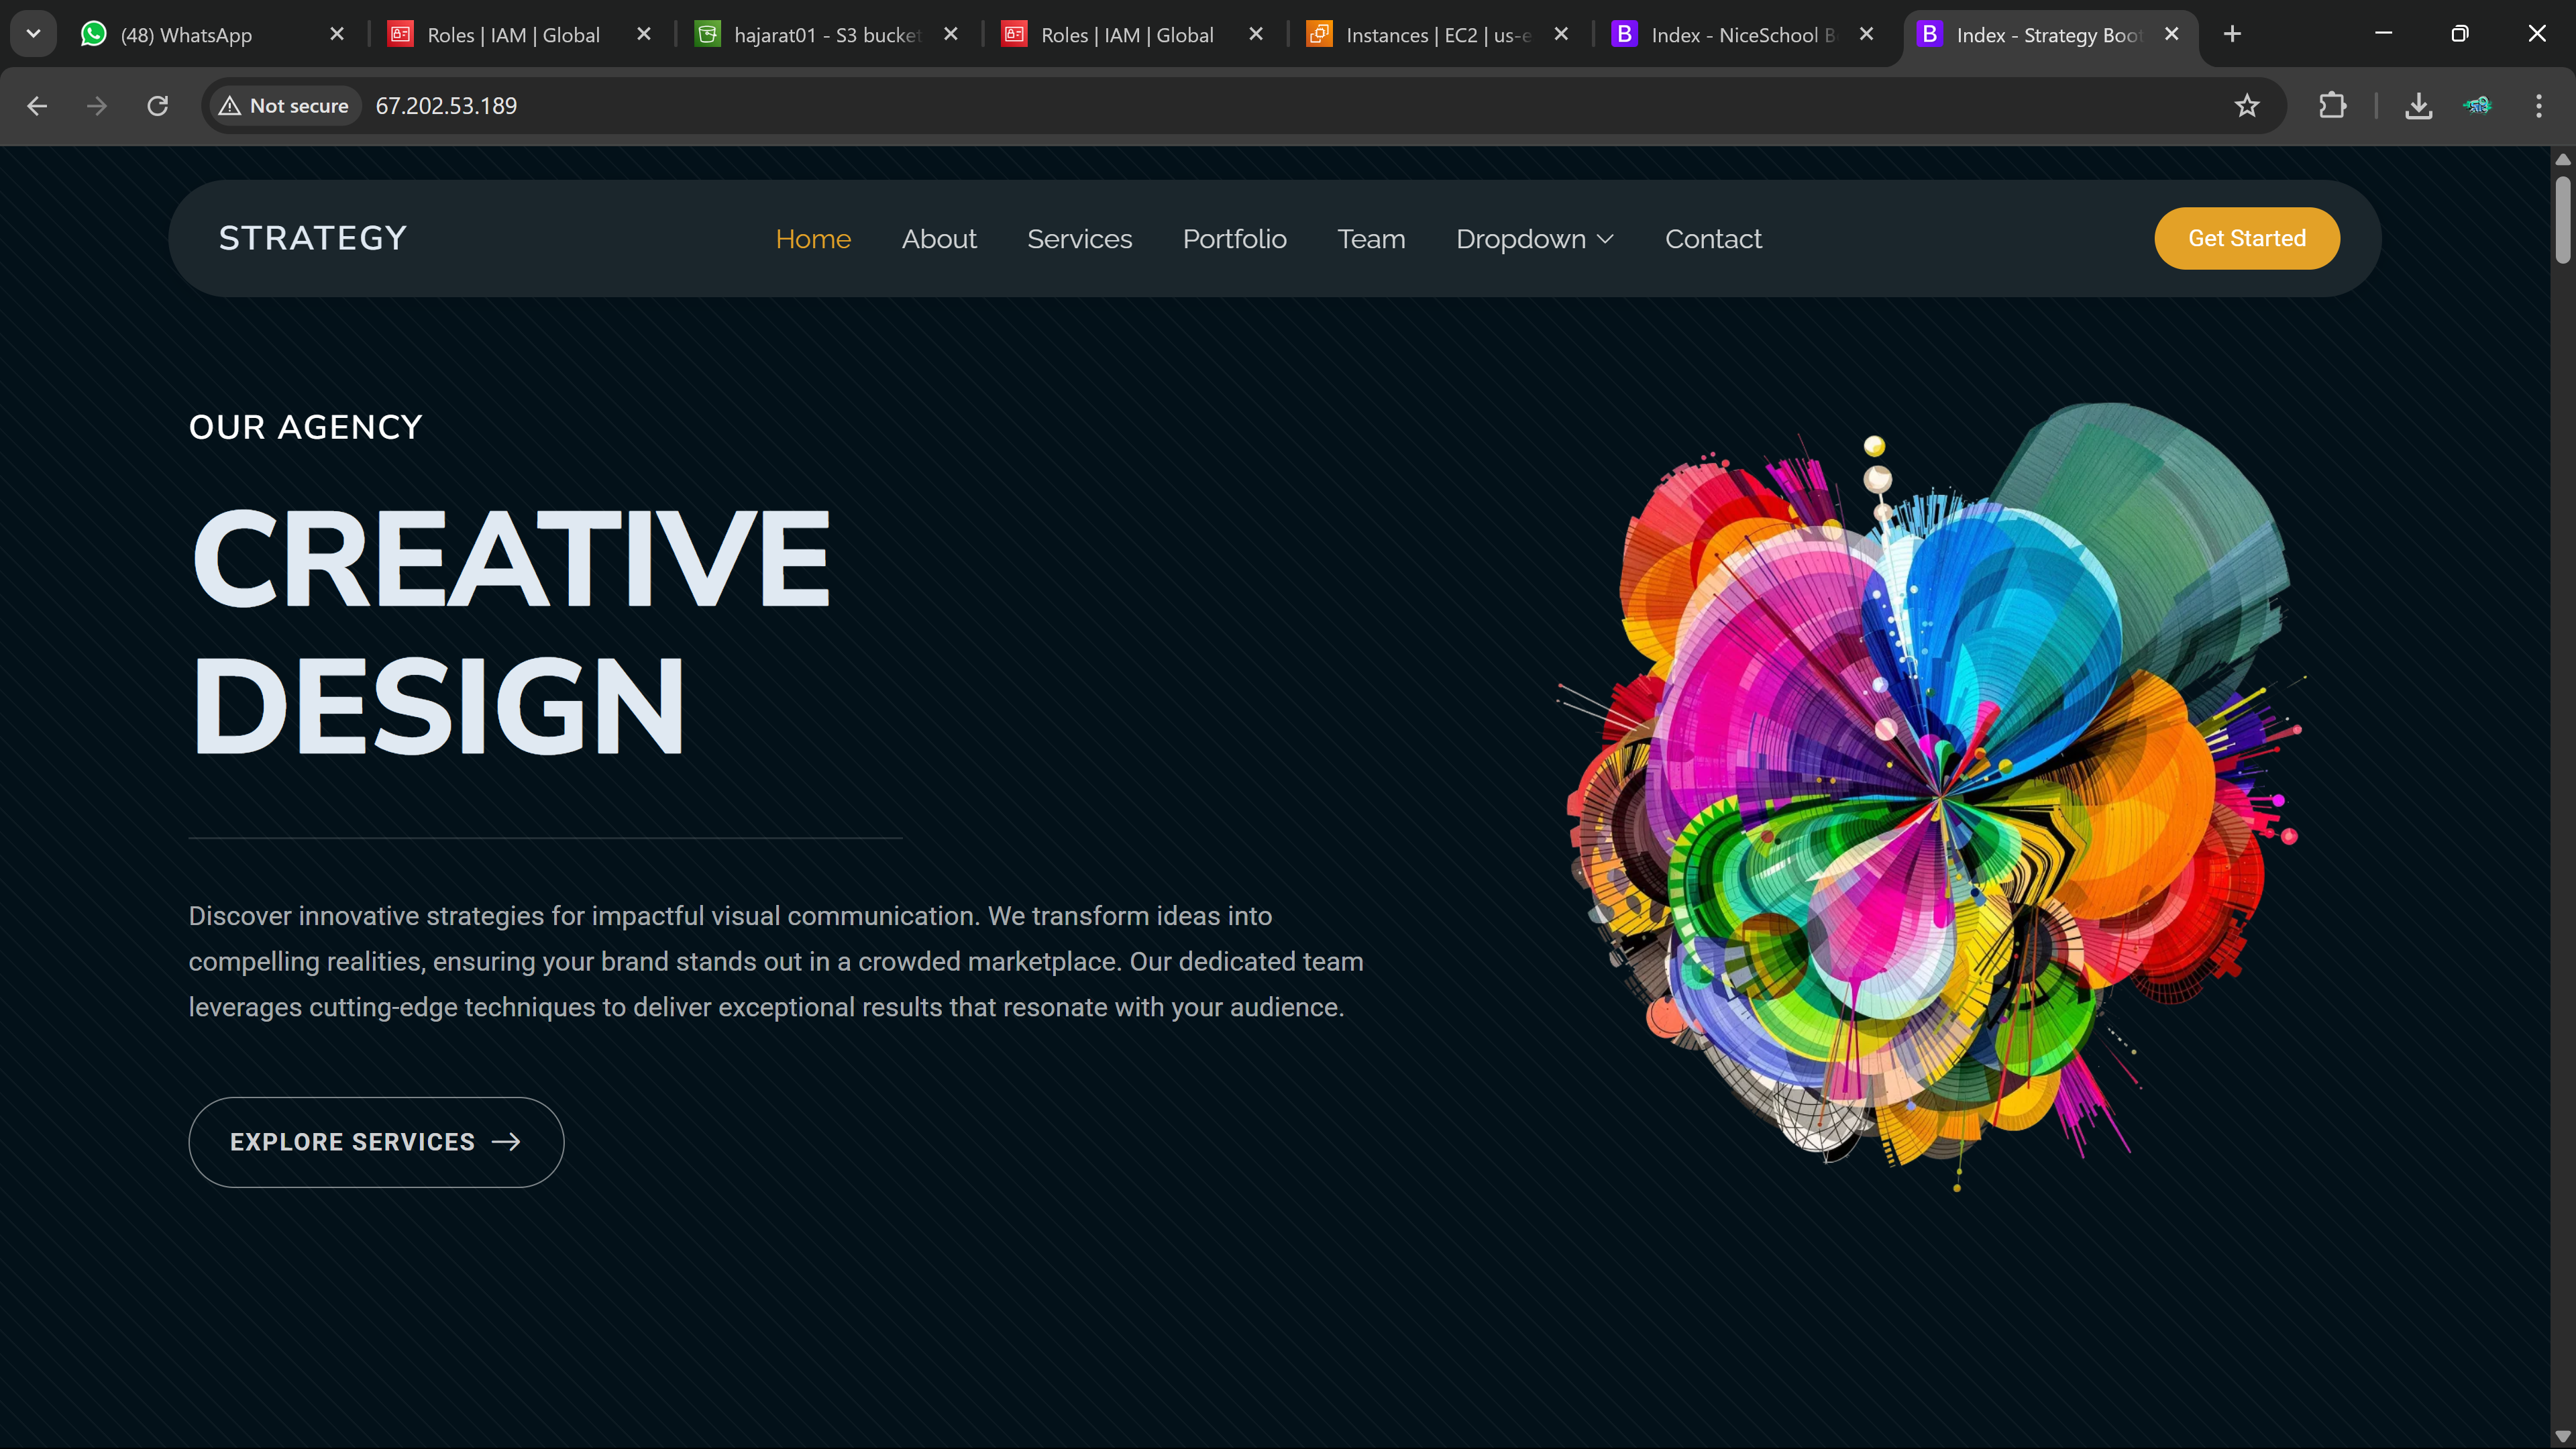 (48) WhatsApp
Roles | IAM | Global
hajarat01 - S3 bucket
Roles | IAM | Global
Instances | EC2 | us-e
Index - NiceSchool B
Index - Strategy Boot
Not secure
67.202.53.189
STRATEGY
Home
About
Services
Portfolio
Team
Dropdown
Contact
Get Started
OUR AGENCY
CREATIVE
DESIGN
Discover innovative strategies for impactful visual communication. We transform ideas into
compelling realities, ensuring your brand stands out in a crowded marketplace. Our dedicated team
leverages cutting-edge techniques to deliver exceptional results that resonate with your audience.
EXPLORE SERVICES